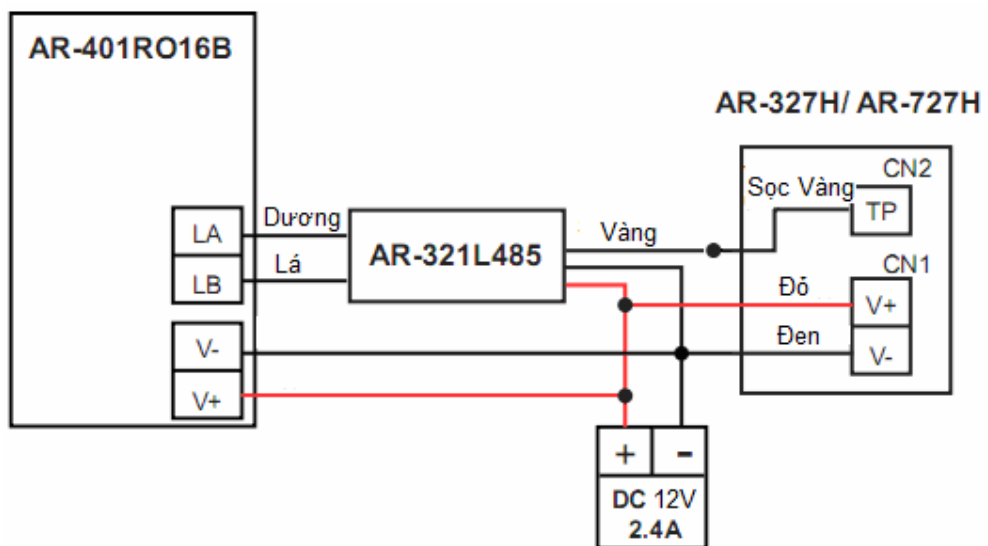 AR-401RO16B
AR-327H/ AR-727H
CN2
Sọc Vàng
TP
Dương
LA
AR-321L485
Vàng
Lá
LB
CN1
Đỏ
V+
Đen
V-
V-
V+
+
-
DC 12V
2.4A